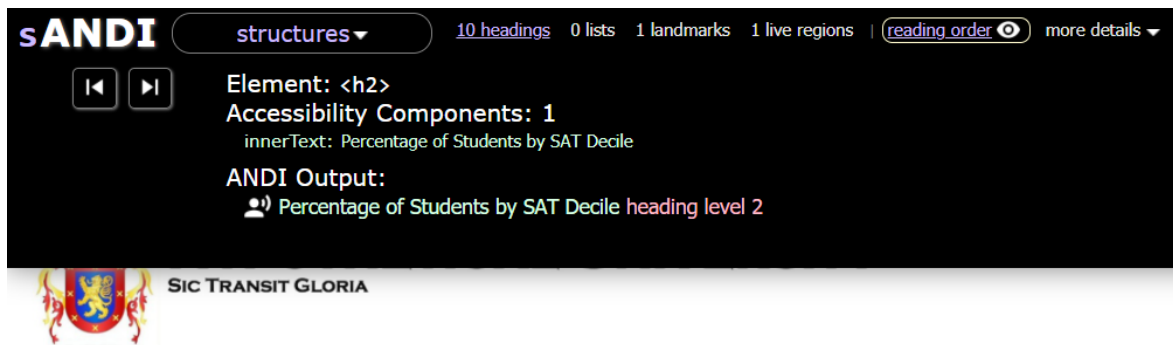 sANDI structures 10 headings 0 lists 1 landmarks 1 live regions | reading order more details
Element: <h2>
Accessibility Components: 1
innerText: Percentage of Students by SAT Decile
ANDI Output:
Percentage of Students by SAT Decile heading level 2
SIC TRANSIT GLORIA